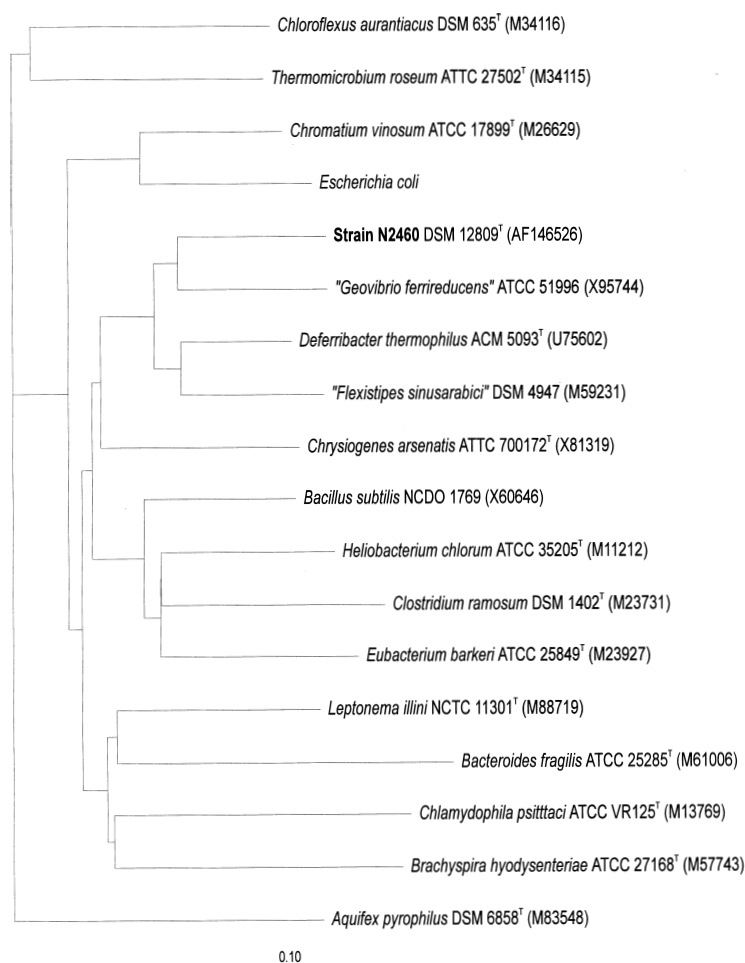 Chloroflexus aurantiacus DSM 635ᵀ (M34116)
Thermomicrobium roseum ATTC 27502ᵀ (M34115)
Chromatium vinosum ATCC 17899ᵀ (M26629)
Escherichia coli
Strain N2460 DSM 12809ᵀ (AF146526)
"Geovibrio ferrireducens" ATCC 51996 (X95744)
Deferribacter thermophilus ACM 5093ᵀ (U75602)
"Flexistipes sinusarabici" DSM 4947 (M59231)
Chrysiogenes arsenatis ATTC 700172ᵀ (X81319)
Bacillus subtilis NCDO 1769 (X60646)
Heliobacterium chlorum ATCC 35205ᵀ (M11212)
Clostridium ramosum DSM 1402ᵀ (M23731)
Eubacterium barkeri ATCC 25849ᵀ (M23927)
Leptonema illini NCTC 11301ᵀ (M88719)
Bacteroides fragilis ATCC 25285ᵀ (M61006)
Chlamydophila psitttaci ATCC VR125ᵀ (M13769)
Brachyspira hyodysenteriae ATCC 27168ᵀ (M57743)
Aquifex pyrophilus DSM 6858ᵀ (M83548)
0.10